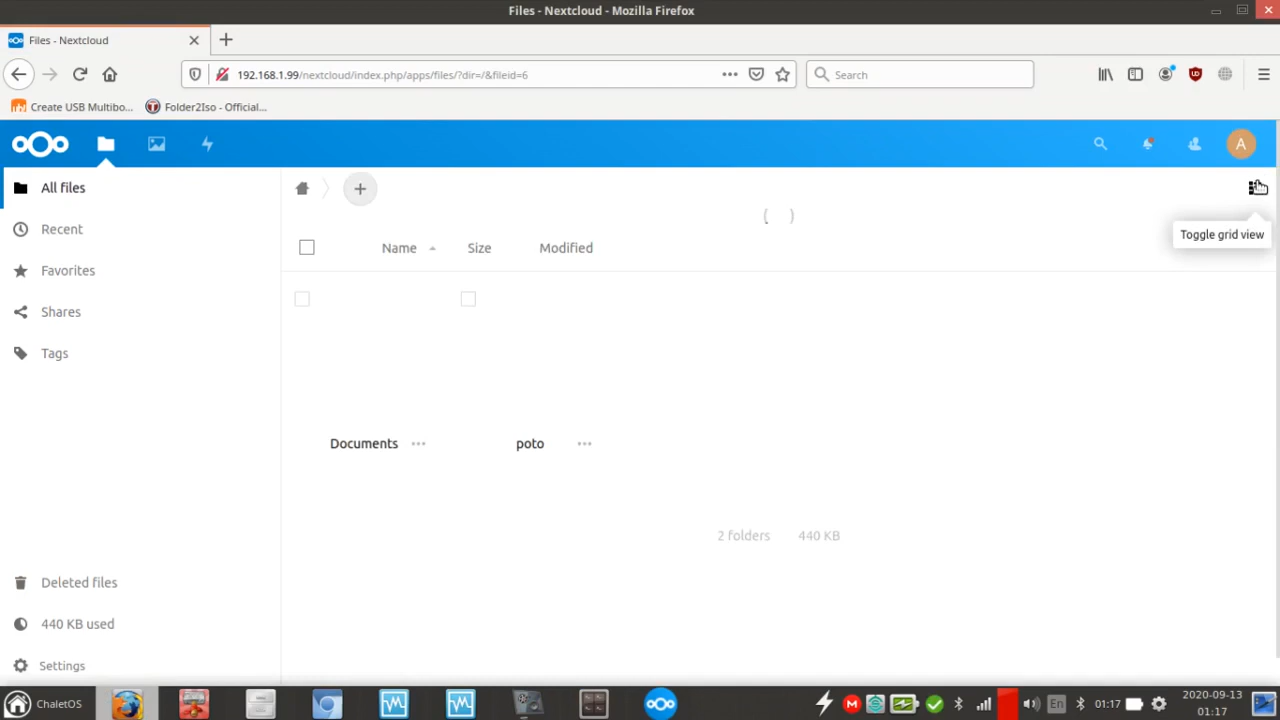 Files - Nextcloud - Mozilla Firefox
Files - Nextcloud
192.168.1.99/nextcloud/index.php/apps/files/?dir=/&fileid=6
Search
Create USB Multibo...
Folder2Iso - Official...
A
All files
Toggle grid view
Name
Size
Modified
Recent
Favorites
Shares
Tags
Documents
poto
2 folders
440 KB
Deleted files
440 KB used
Settings
ChaletOS
M
En
01:17
2020-09-13
01:17